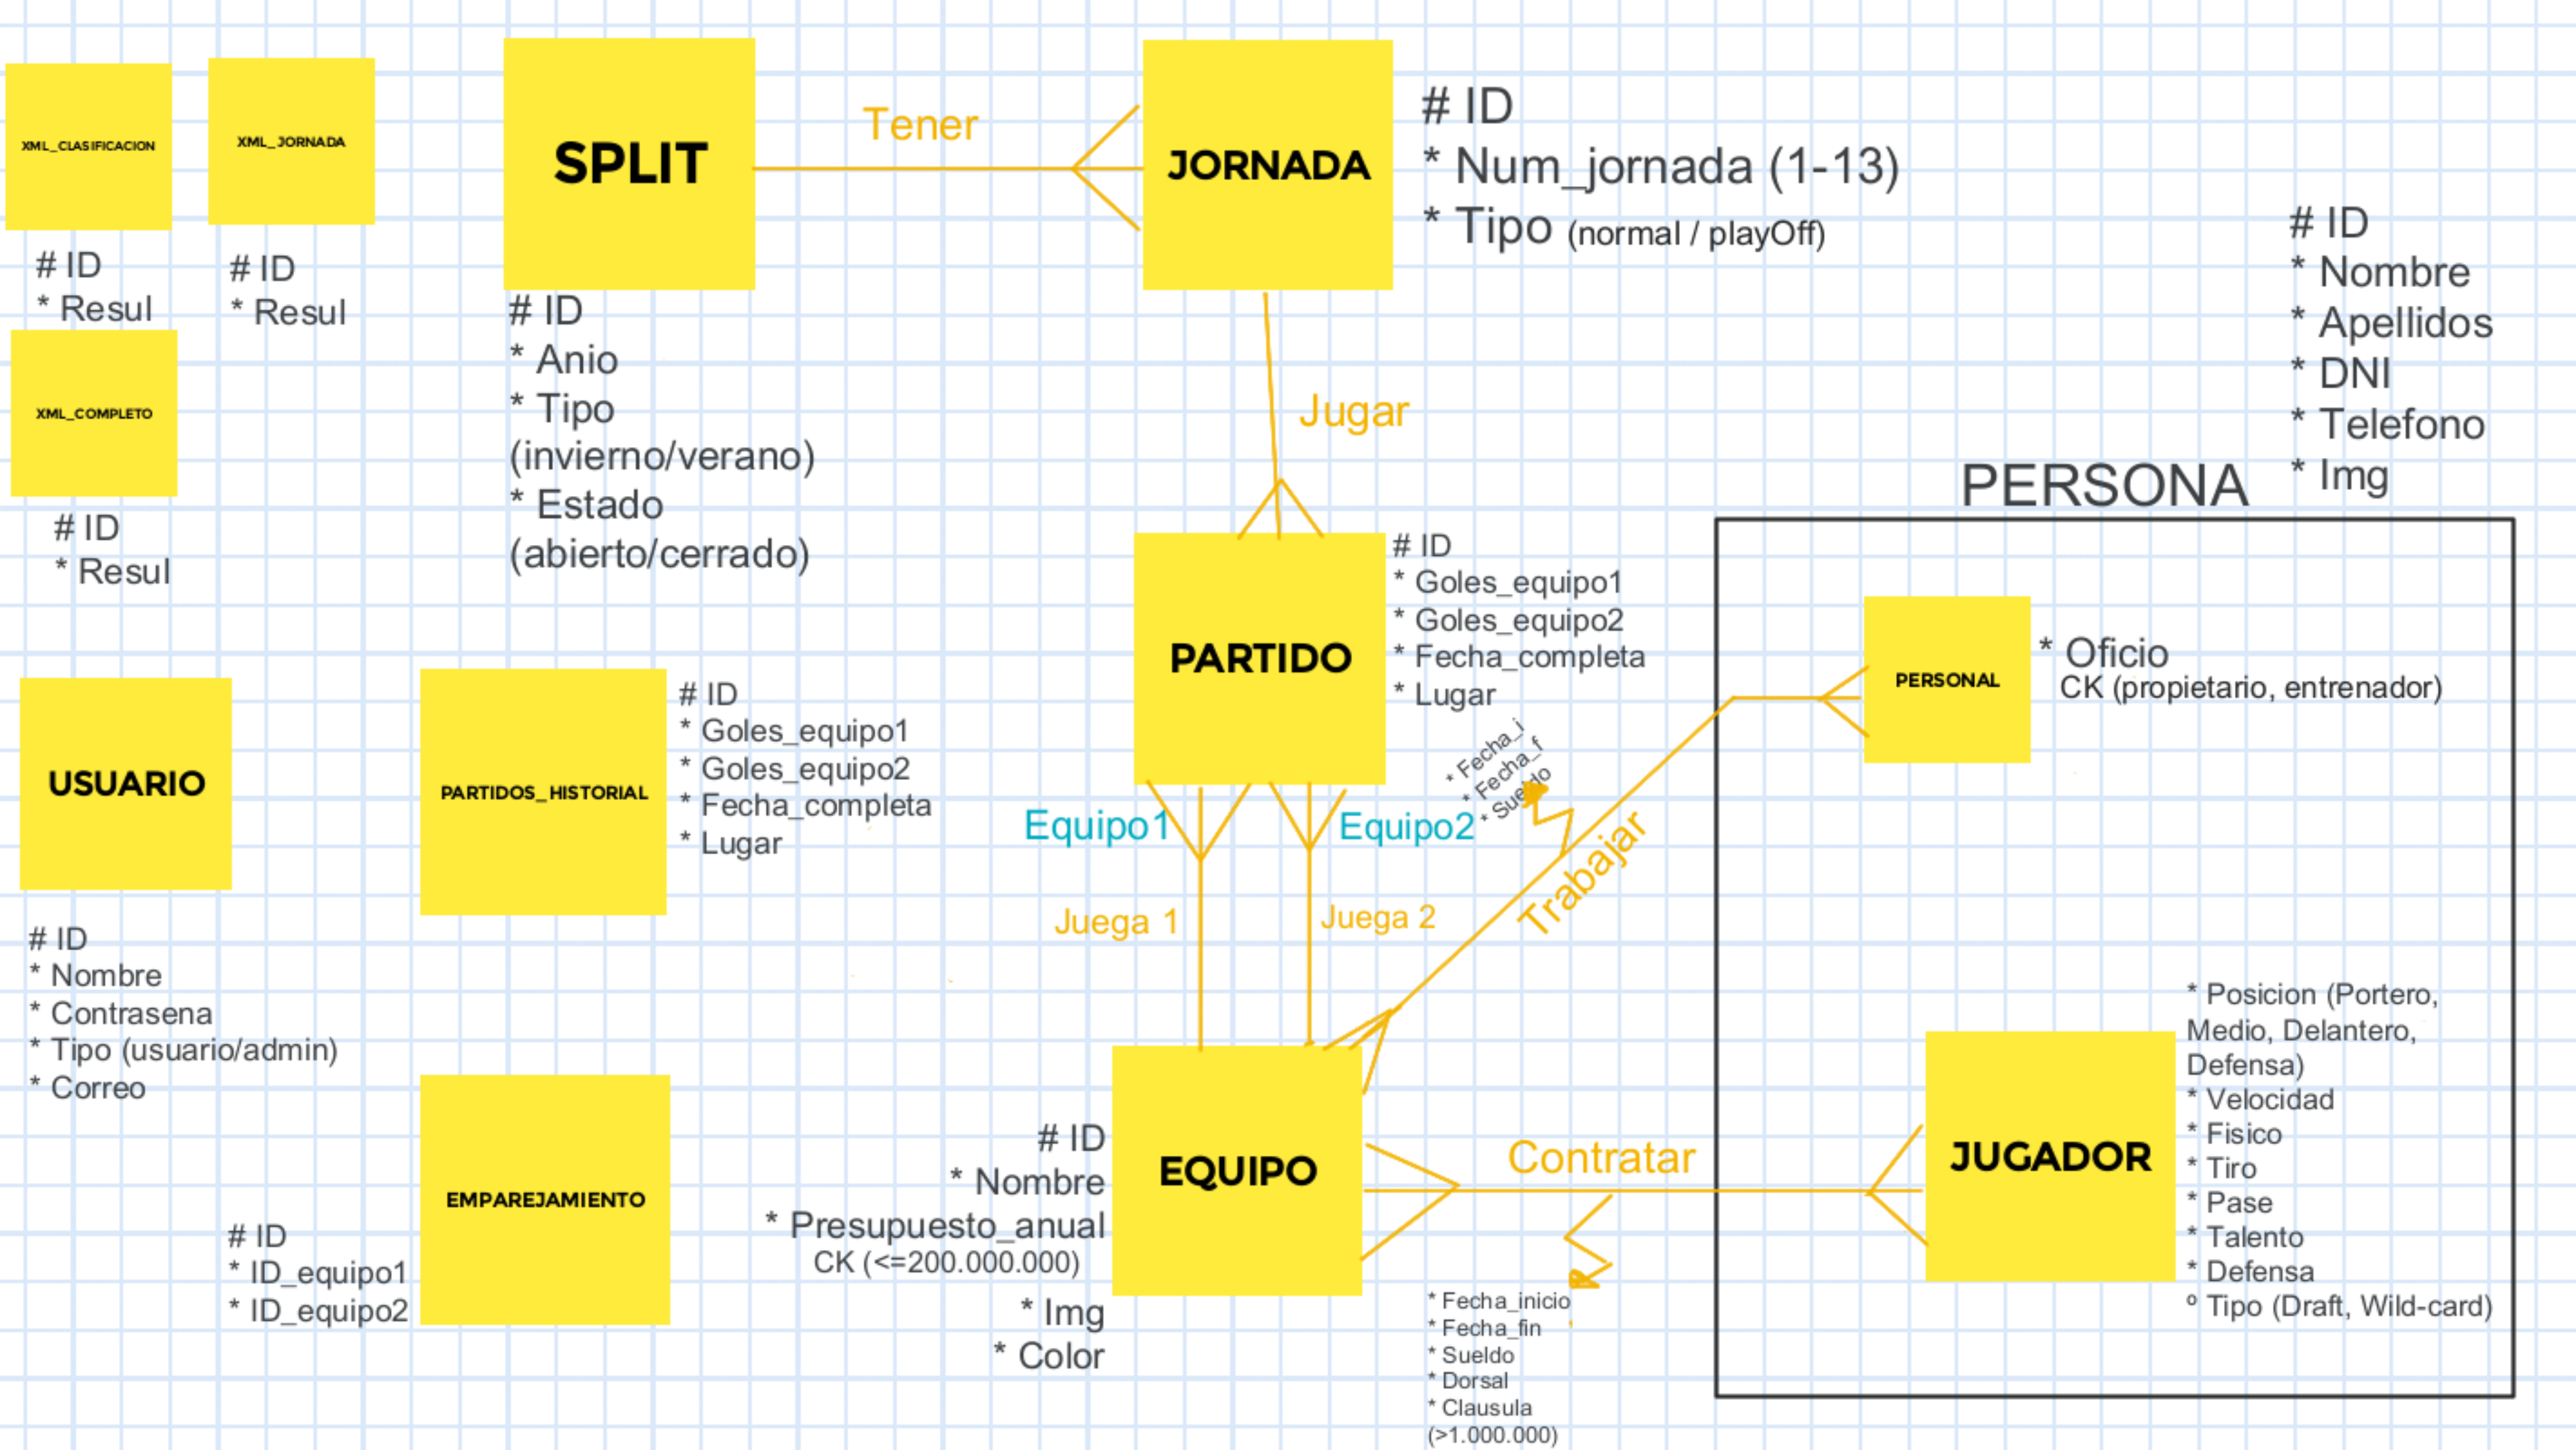 XML_CLASIFICACION
# ID
* Resul
XML_JORNADA
# ID
* Resul
XML_COMPLETO
# ID
* Resul
SPLIT
# ID
* Anio
* Tipo
(invierno/verano)
* Estado
(abierto/cerrado)
Tener
JORNADA
# ID
* Num_jornada (1-13)
* Tipo (normal / playOff)
Jugar
PARTIDO
# ID
* Goles_equipo1
* Goles_equipo2
* Fecha_completa
* Lugar
Equipo1
Equipo2
Juega 1
Juega 2
* Fecha_i
* Fecha_f
* Sueldo
Trabajar
PERSONA
# ID
* Nombre
* Apellidos
* DNI
* Telefono
* Img
PERSONAL
* Oficio
CK (propietario, entrenador)
USUARIO
# ID
* Nombre
* Contrasena
* Tipo (usuario/admin)
* Correo
PARTIDOS_HISTORIAL
# ID
* Goles_equipo1
* Goles_equipo2
* Fecha_completa
* Lugar
EMPAREJAMIENTO
# ID
* ID_equipo1
* ID_equipo2
EQUIPO
# ID
* Nombre
* Presupuesto_anual
CK (<=200.000.000)
* Img
* Color
Contratar
* Fecha_inicio
* Fecha_fin
* Sueldo
* Dorsal
* Clausula
(>1.000.000)
JUGADOR
* Posicion (Portero,
Medio, Delantero,
Defensa)
* Velocidad
* Fisico
* Tiro
* Pase
* Talento
* Defensa
º Tipo (Draft, Wild-card)